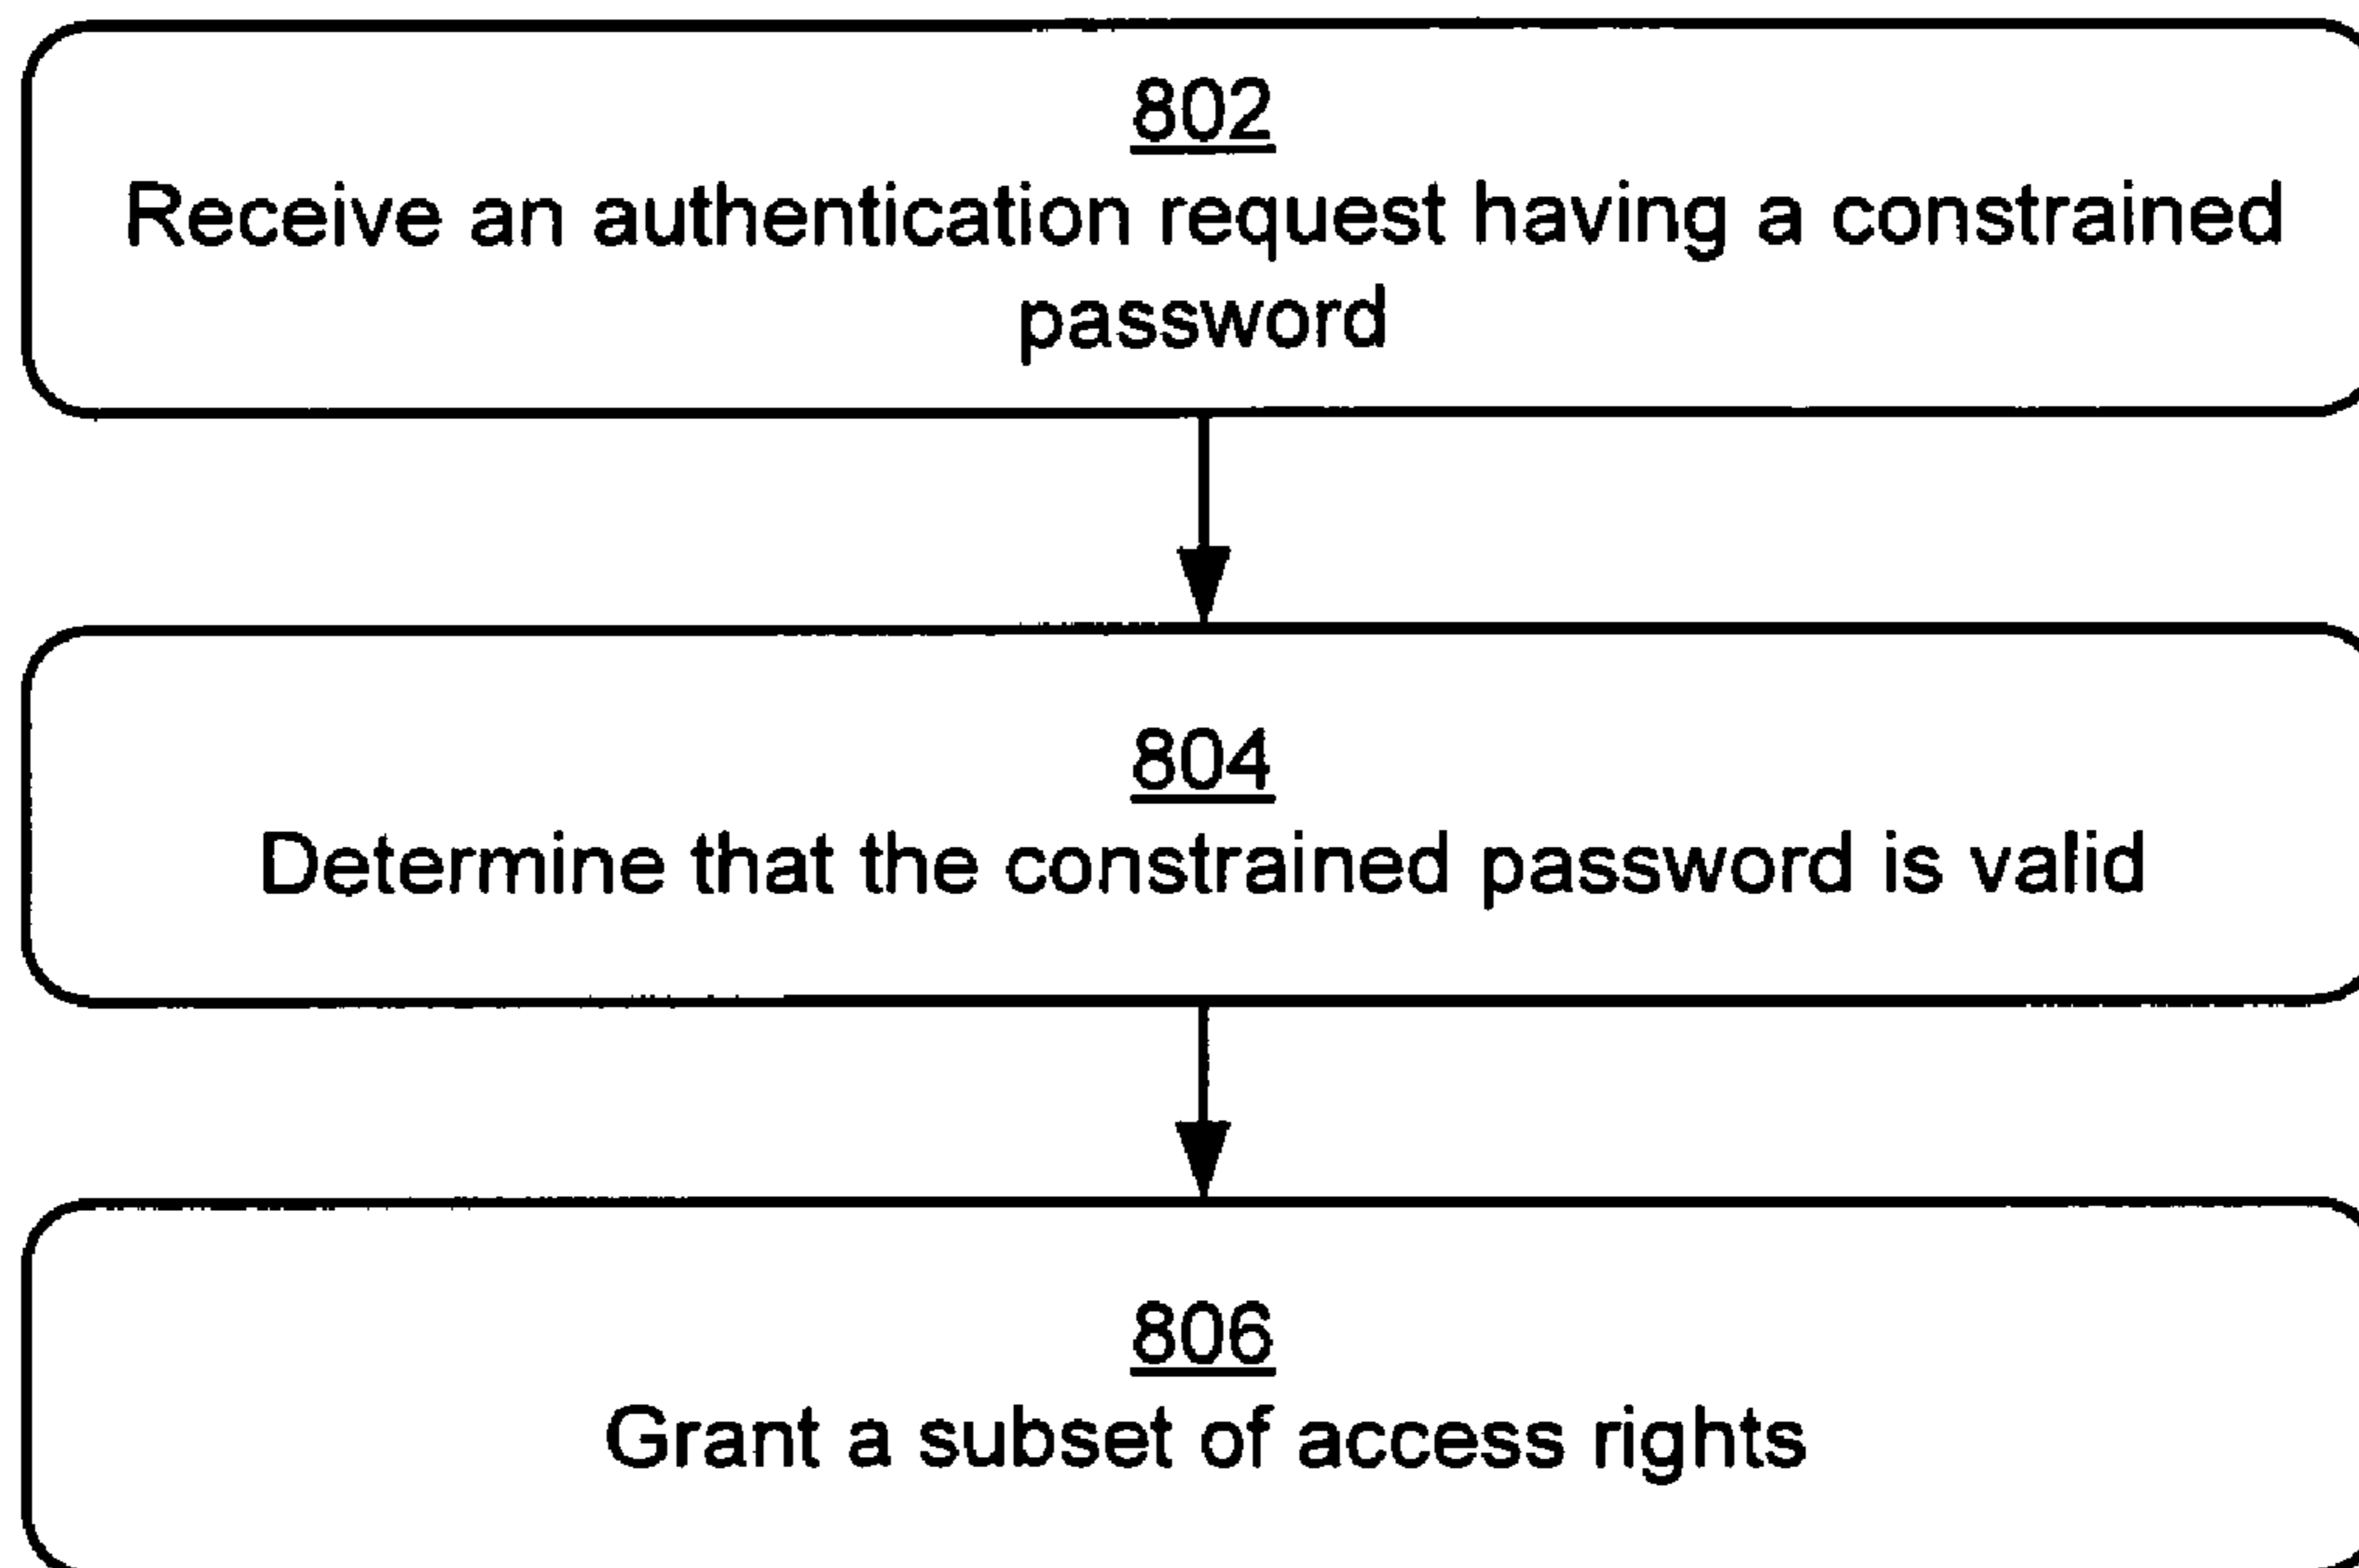 802
Receive an authentication request having a constrained
password
804
Determine that the constrained password is valid
806
Grant a subset of access rights